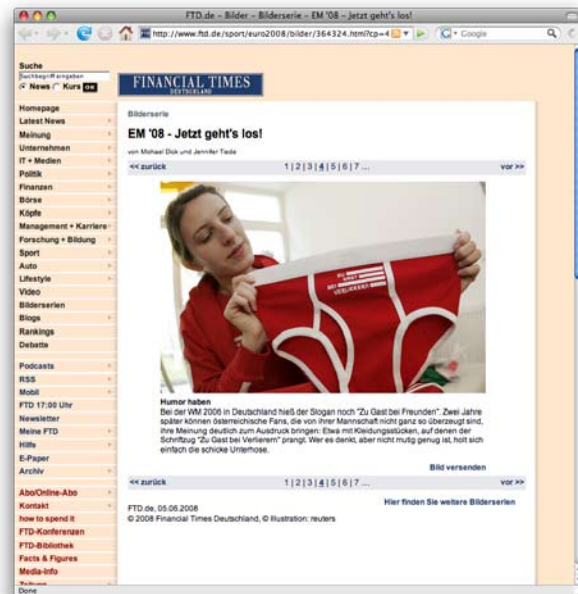 FTD.de - Bilder - Bilderserie - EM '08 - Jetzt geht's los!
http://www.ftd.de/sport/euro2008/bilder/364324.html?cp=4
Google
Suche
Suchbegriff eingeben
News Kurs OK
FINANCIAL TIMES
DEUTSCHLAND
Homepage
Latest News
Meinung
Unternehmen
IT + Medien
Politik
Finanzen
Börse
Köpfe
Management + Karriere
Forschung + Bildung
Sport
Auto
Lifestyle
Video
Bilderserien
Blogs
Rankings
Debatte
Podcasts
RSS
Mobil
FTD 17:00 Uhr
Newsletter
Meine FTD
Hilfe
E-Paper
Archiv
Abo/Online-Abo
Kontakt
how to spend it
FTD-Konferenzen
FTD-Bibliothek
Facts & Figures
Media-Info
Zeitung
Bilderserie
EM '08 - Jetzt geht's los!
von Michael Dick und Jennifer Tiede
<< zurück 1 | 2 | 3 | 4 | 5 | 6 | 7 ... vor >>
ZU
GAST
BEI
VERLIERERN
Humor haben
Bei der WM 2006 in Deutschland hieß der Slogan noch "Zu Gast bei Freunden". Zwei Jahre
später können österreichische Fans, die von ihrer Mannschaft nicht ganz so überzeugt sind,
ihre Meinung deutlich zum Ausdruck bringen: Etwa mit Kleidungsstücken, auf denen der
Schriftzug "Zu Gast bei Verlierern" prangt. Wer es denkt, aber nicht mutig genug ist, holt sich
einfach die schicke Unterhose.
Bild versenden
<< zurück 1 | 2 | 3 | 4 | 5 | 6 | 7 ... vor >>
Hier finden Sie weitere Bilderserien
FTD.de, 05.06.2008
© 2008 Financial Times Deutschland, © Illustration: reuters
Done